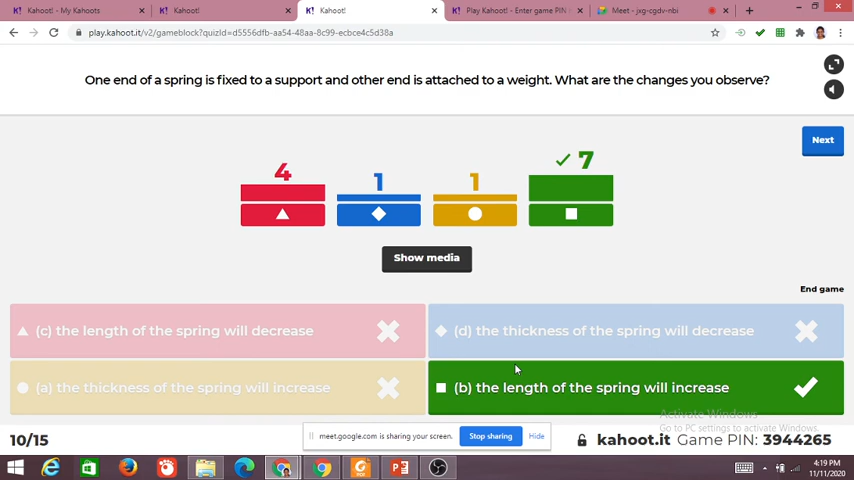 Kahoot! - My Kahoots
Kahoot!
Kahoot!
Play Kahoot! - Enter game PIN
Meet - jxg-cgdv-nbi
play.kahoot.it/v2/gameblock?quizId=d5556dfb-aa54-48aa-8c99-ecbce4c5d38a
One end of a spring is fixed to a support and other end is attached to a weight. What are the changes you observe?
Next
4
1
1
7
Show media
End game
(c) the length of the spring will decrease
(d) the thickness of the spring will decrease
(a) the thickness of the spring will increase
(b) the length of the spring will increase
Activate Windows
Go to PC settings to activate Windows.
10/15
meet.google.com is sharing your screen.
Stop sharing
Hide
kahoot.it Game PIN: 3944265
4:19 PM
11/11/2020